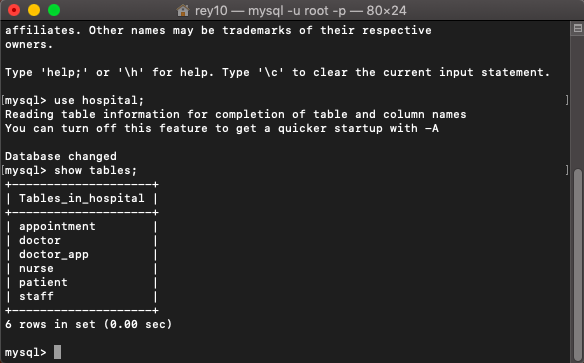 rey10 — mysql -u root -p — 80×24
affiliates. Other names may be trademarks of their respective
owners.
Type 'help;' or '\h' for help. Type '\c' to clear the current input statement.
[mysql> use hospital; ]
Reading table information for completion of table and column names
You can turn off this feature to get a quicker startup with -A
Database changed
[mysql> show tables; ]
+--------------------+
| Tables_in_hospital |
+--------------------+
| appointment        |
| doctor             |
| doctor_app         |
| nurse              |
| patient            |
| staff              |
+--------------------+
6 rows in set (0.00 sec)
mysql>